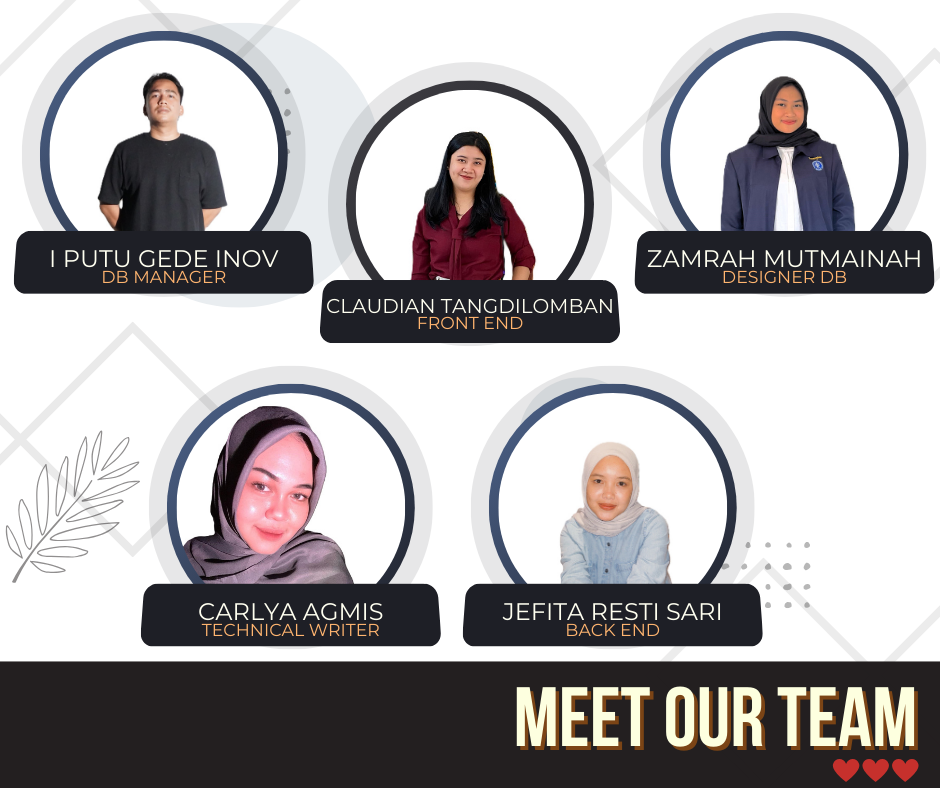 I PUTU GEDE INOV
DB MANAGER
CLAUDIAN TANGDILOMBAN
FRONT END
ZAMRAH MUTMAINAH
DESIGNER DB
CARLYA AGMIS
TECHNICAL WRITER
JEFITA RESTI SARI
BACK END
MEET OUR TEAM